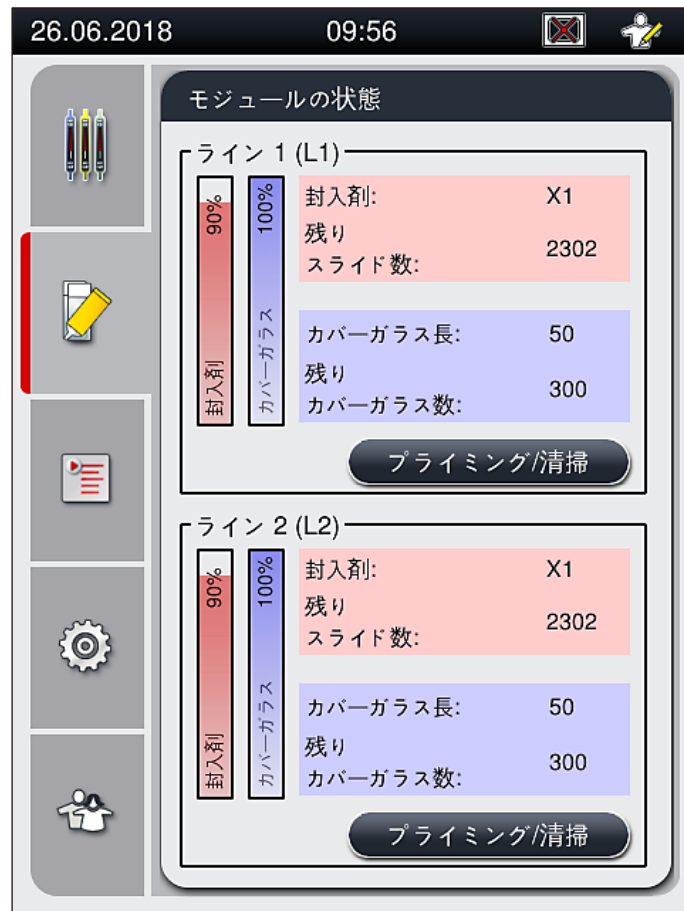 26.06.2018 09:56
モジュールの状態
ライン 1 (L1)
90%
封入剤
100%
カバーガラス
封入剤: X1
残り
スライド数: 2302
カバーガラス長: 50
残り
カバーガラス数: 300
プライミング/清掃
ライン 2 (L2)
90%
封入剤
100%
カバーガラス
封入剤: X1
残り
スライド数: 2302
カバーガラス長: 50
残り
カバーガラス数: 300
プライミング/清掃